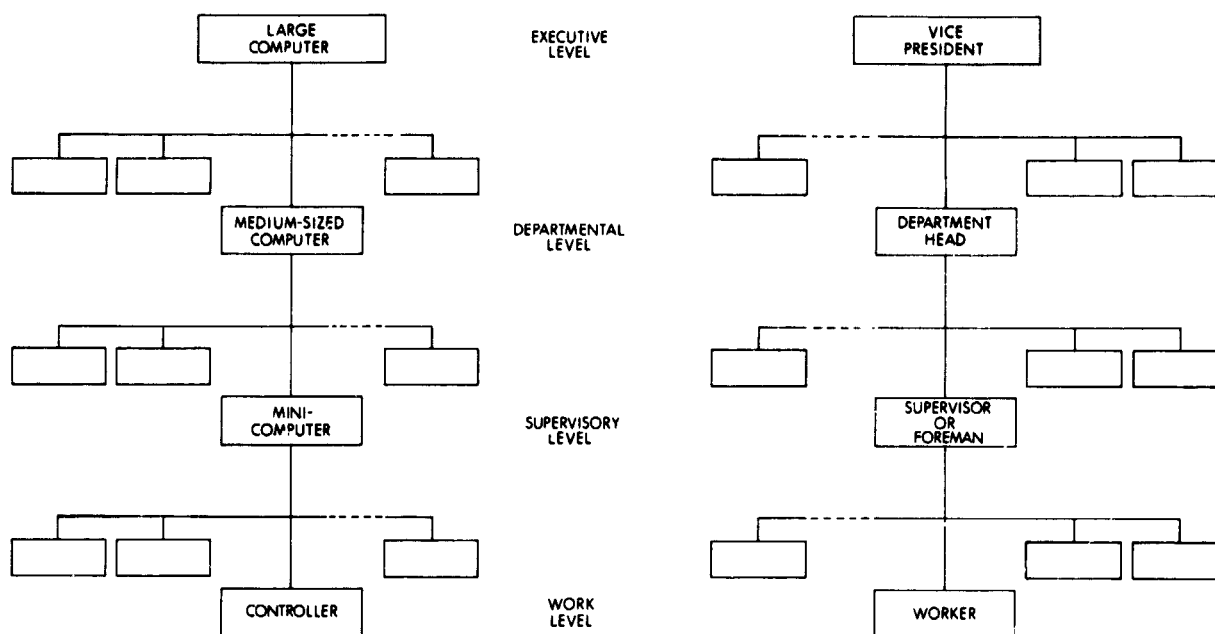 LARGE
COMPUTER
EXECUTIVE
LEVEL
VICE
PRESIDENT
MEDIUM-SIZED
COMPUTER
DEPARTMENTAL
LEVEL
DEPARTMENT
HEAD
MINI-
COMPUTER
SUPERVISORY
LEVEL
SUPERVISOR
OR
FOREMAN
CONTROLLER
WORK
LEVEL
WORKER